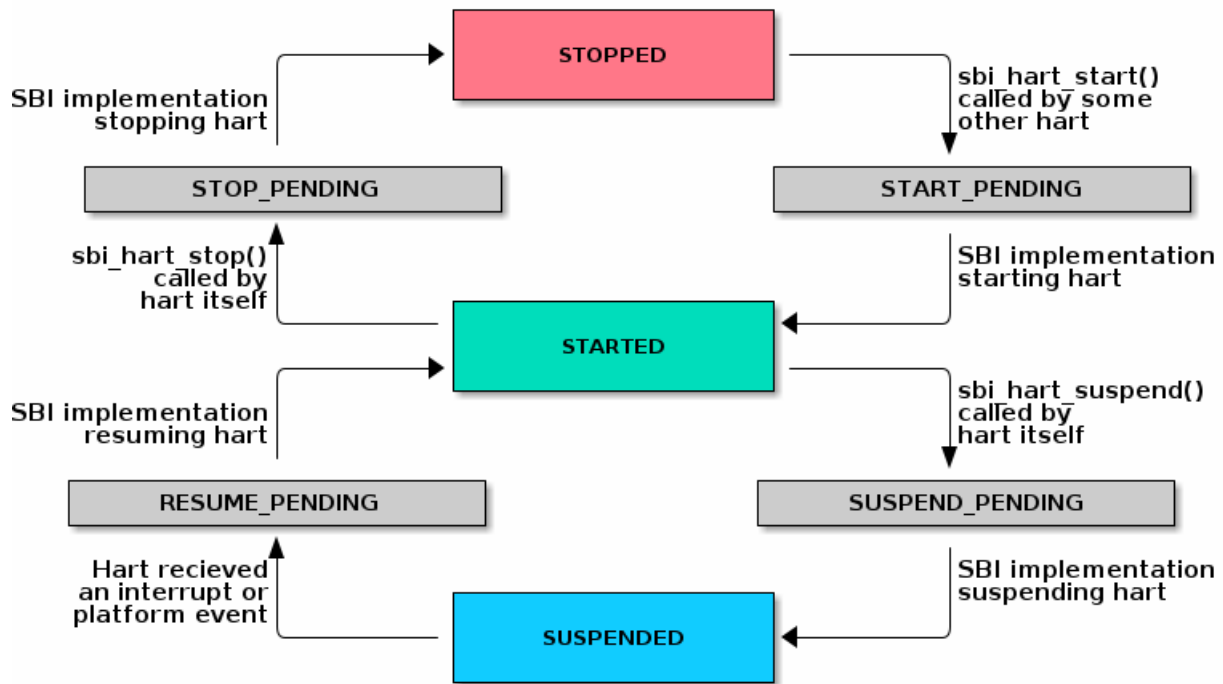 STOPPED
SBI implementation
stopping hart
sbi_hart_start()
called by some
other hart
STOP_PENDING
START_PENDING
sbi_hart_stop()
called by
hart itself
SBI implementation
starting hart
STARTED
SBI implementation
resuming hart
sbi_hart_suspend()
called by
hart itself
RESUME_PENDING
SUSPEND_PENDING
Hart recieved
an interrupt or
platform event
SBI implementation
suspending hart
SUSPENDED